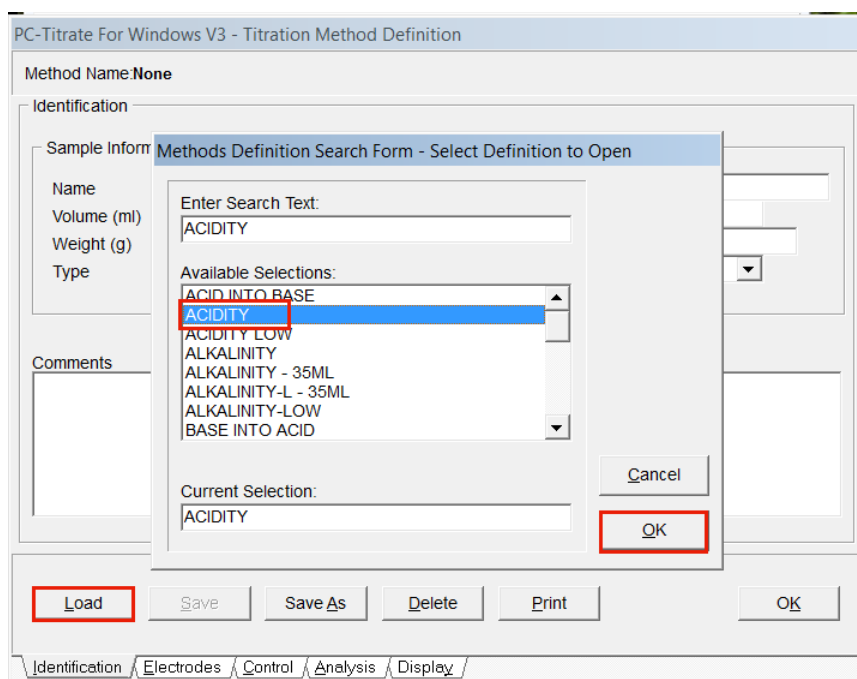 PC-Titrate For Windows V3 - Titration Method Definition
Method Name:None
Identification
Sample Inform
Name
Volume (ml)
Weight (g)
Type
Comments
Methods Definition Search Form - Select Definition to Open
Enter Search Text:
ACIDITY
Available Selections:
ACID INTO BASE
ACIDITY
ACIDITY LOW
ALKALINITY
ALKALINITY - 35ML
ALKALINITY-L - 35ML
ALKALINITY-LOW
BASE INTO ACID
Current Selection:
ACIDITY
Cancel
OK
Load Save Save As Delete Print OK
Identification Electrodes Control Analysis Display